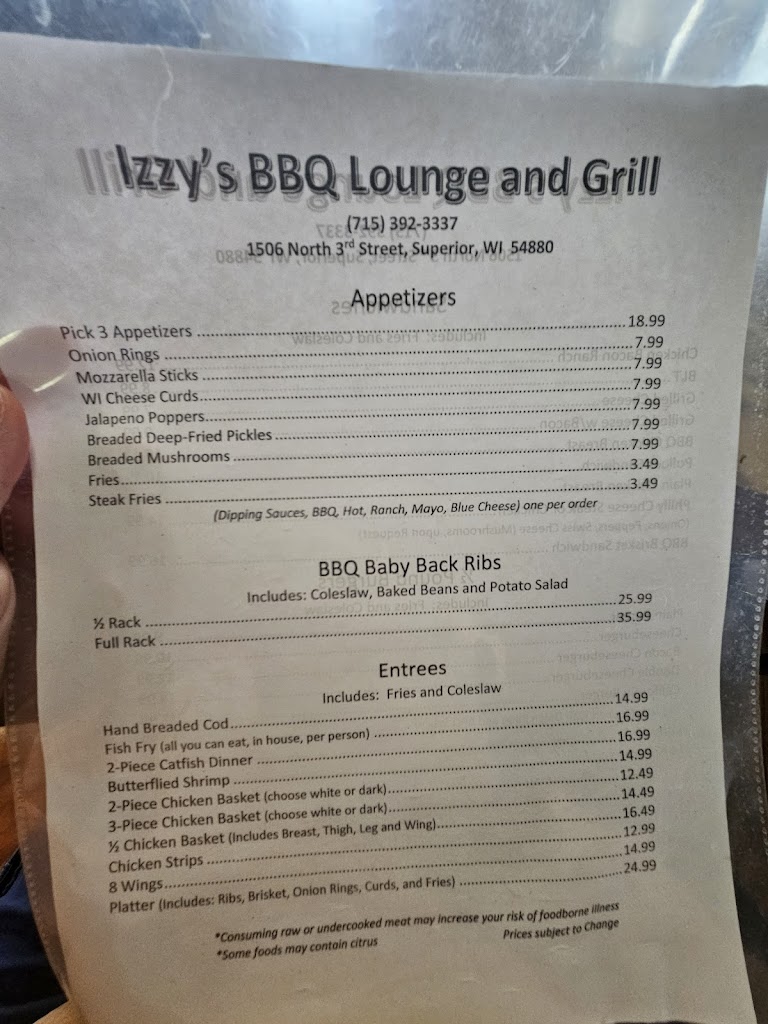 Izzy's BBQ Lounge and Grill
(715) 392-3337
1506 North 3rd Street, Superior, WI 54880
Appetizers
Pick 3 Appetizers ........ 18.99
Onion Rings ........ 7.99
Mozzarella Sticks ........ 7.99
WI Cheese Curds ........ 7.99
Jalapeno Poppers ........ 7.99
Breaded Deep-Fried Pickles ........ 7.99
Breaded Mushrooms ........ 7.99
Fries ........ 3.49
Steak Fries ........ 3.49
(Dipping Sauces, BBQ, Hot, Ranch, Mayo, Blue Cheese) one per order
BBQ Baby Back Ribs
Includes: Coleslaw, Baked Beans and Potato Salad
½ Rack ........ 25.99
Full Rack ........ 35.99
Entrees
Includes: Fries and Coleslaw
Hand Breaded Cod ........ 14.99
Fish Fry (all you can eat, in house, per person) ........ 16.99
2-Piece Catfish Dinner ........ 16.99
Butterflied Shrimp ........ 14.99
2-Piece Chicken Basket (choose white or dark) ........ 12.49
3-Piece Chicken Basket (choose white or dark) ........ 14.49
½ Chicken Basket (Includes Breast, Thigh, Leg and Wing) ........ 16.49
Chicken Strips ........ 12.99
8 Wings ........ 14.99
Platter (Includes: Ribs, Brisket, Onion Rings, Curds, and Fries) ........ 24.99
*Consuming raw or undercooked meat may increase your risk of foodborne illness
*Some foods may contain citrus Prices subject to Change